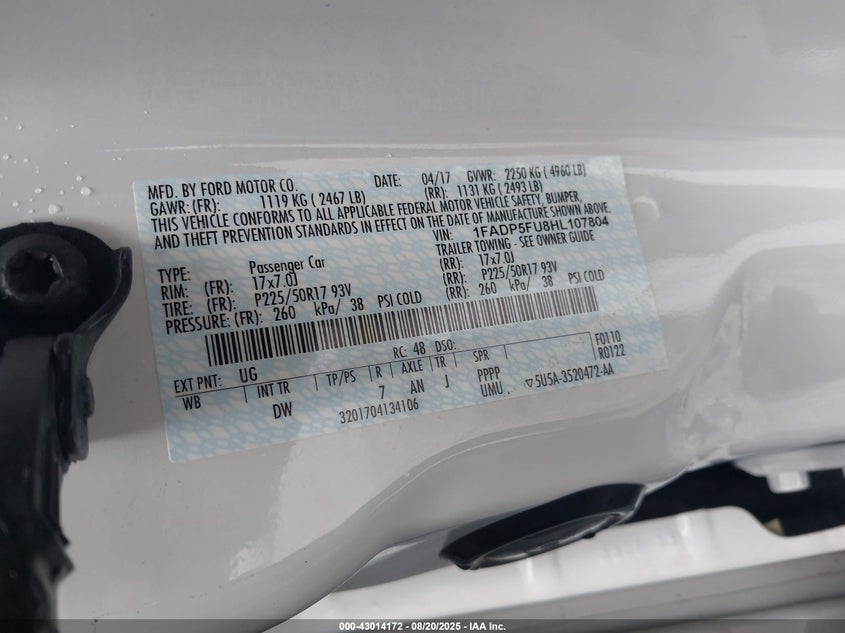 MFD. BY FORD MOTOR CO. DATE: 04/17 GVWR: 2250 KG ( 4960 LB)
GAWR: (FR): 1119 KG ( 2467 LB) (RR): 1131 KG ( 2493 LB)
THIS VEHICLE CONFORMS TO ALL APPLICABLE FEDERAL MOTOR VEHICLE SAFETY, BUMPER,
AND THEFT PREVENTION STANDARDS IN EFFECT ON THE DATE OF MANUFACTURE SHOWN ABOVE.
VIN: 1FADP5FU8HL107804
TYPE: Passenger Car TRAILER TOWING - SEE OWNER GUIDE
RIM: (FR): 17x7.0J (RR): 17x7.0J
TIRE: (FR): P225/50R17 93V (RR): P225/50R17 93V
PRESSURE: (FR): 260 kPa/ 38 PSI COLD (RR): 260 kPa/ 38 PSI COLD
EXT PNT: UG RC: 48 DSO: F0110
R0122
WB INT TR TP/PS R AXLE TR SPR
DW 7 AN J PPPP
3201704134106 UMU. ▽5U5A-3520472-AA
000-43014172 | 08/20/2025 - IAA Inc.